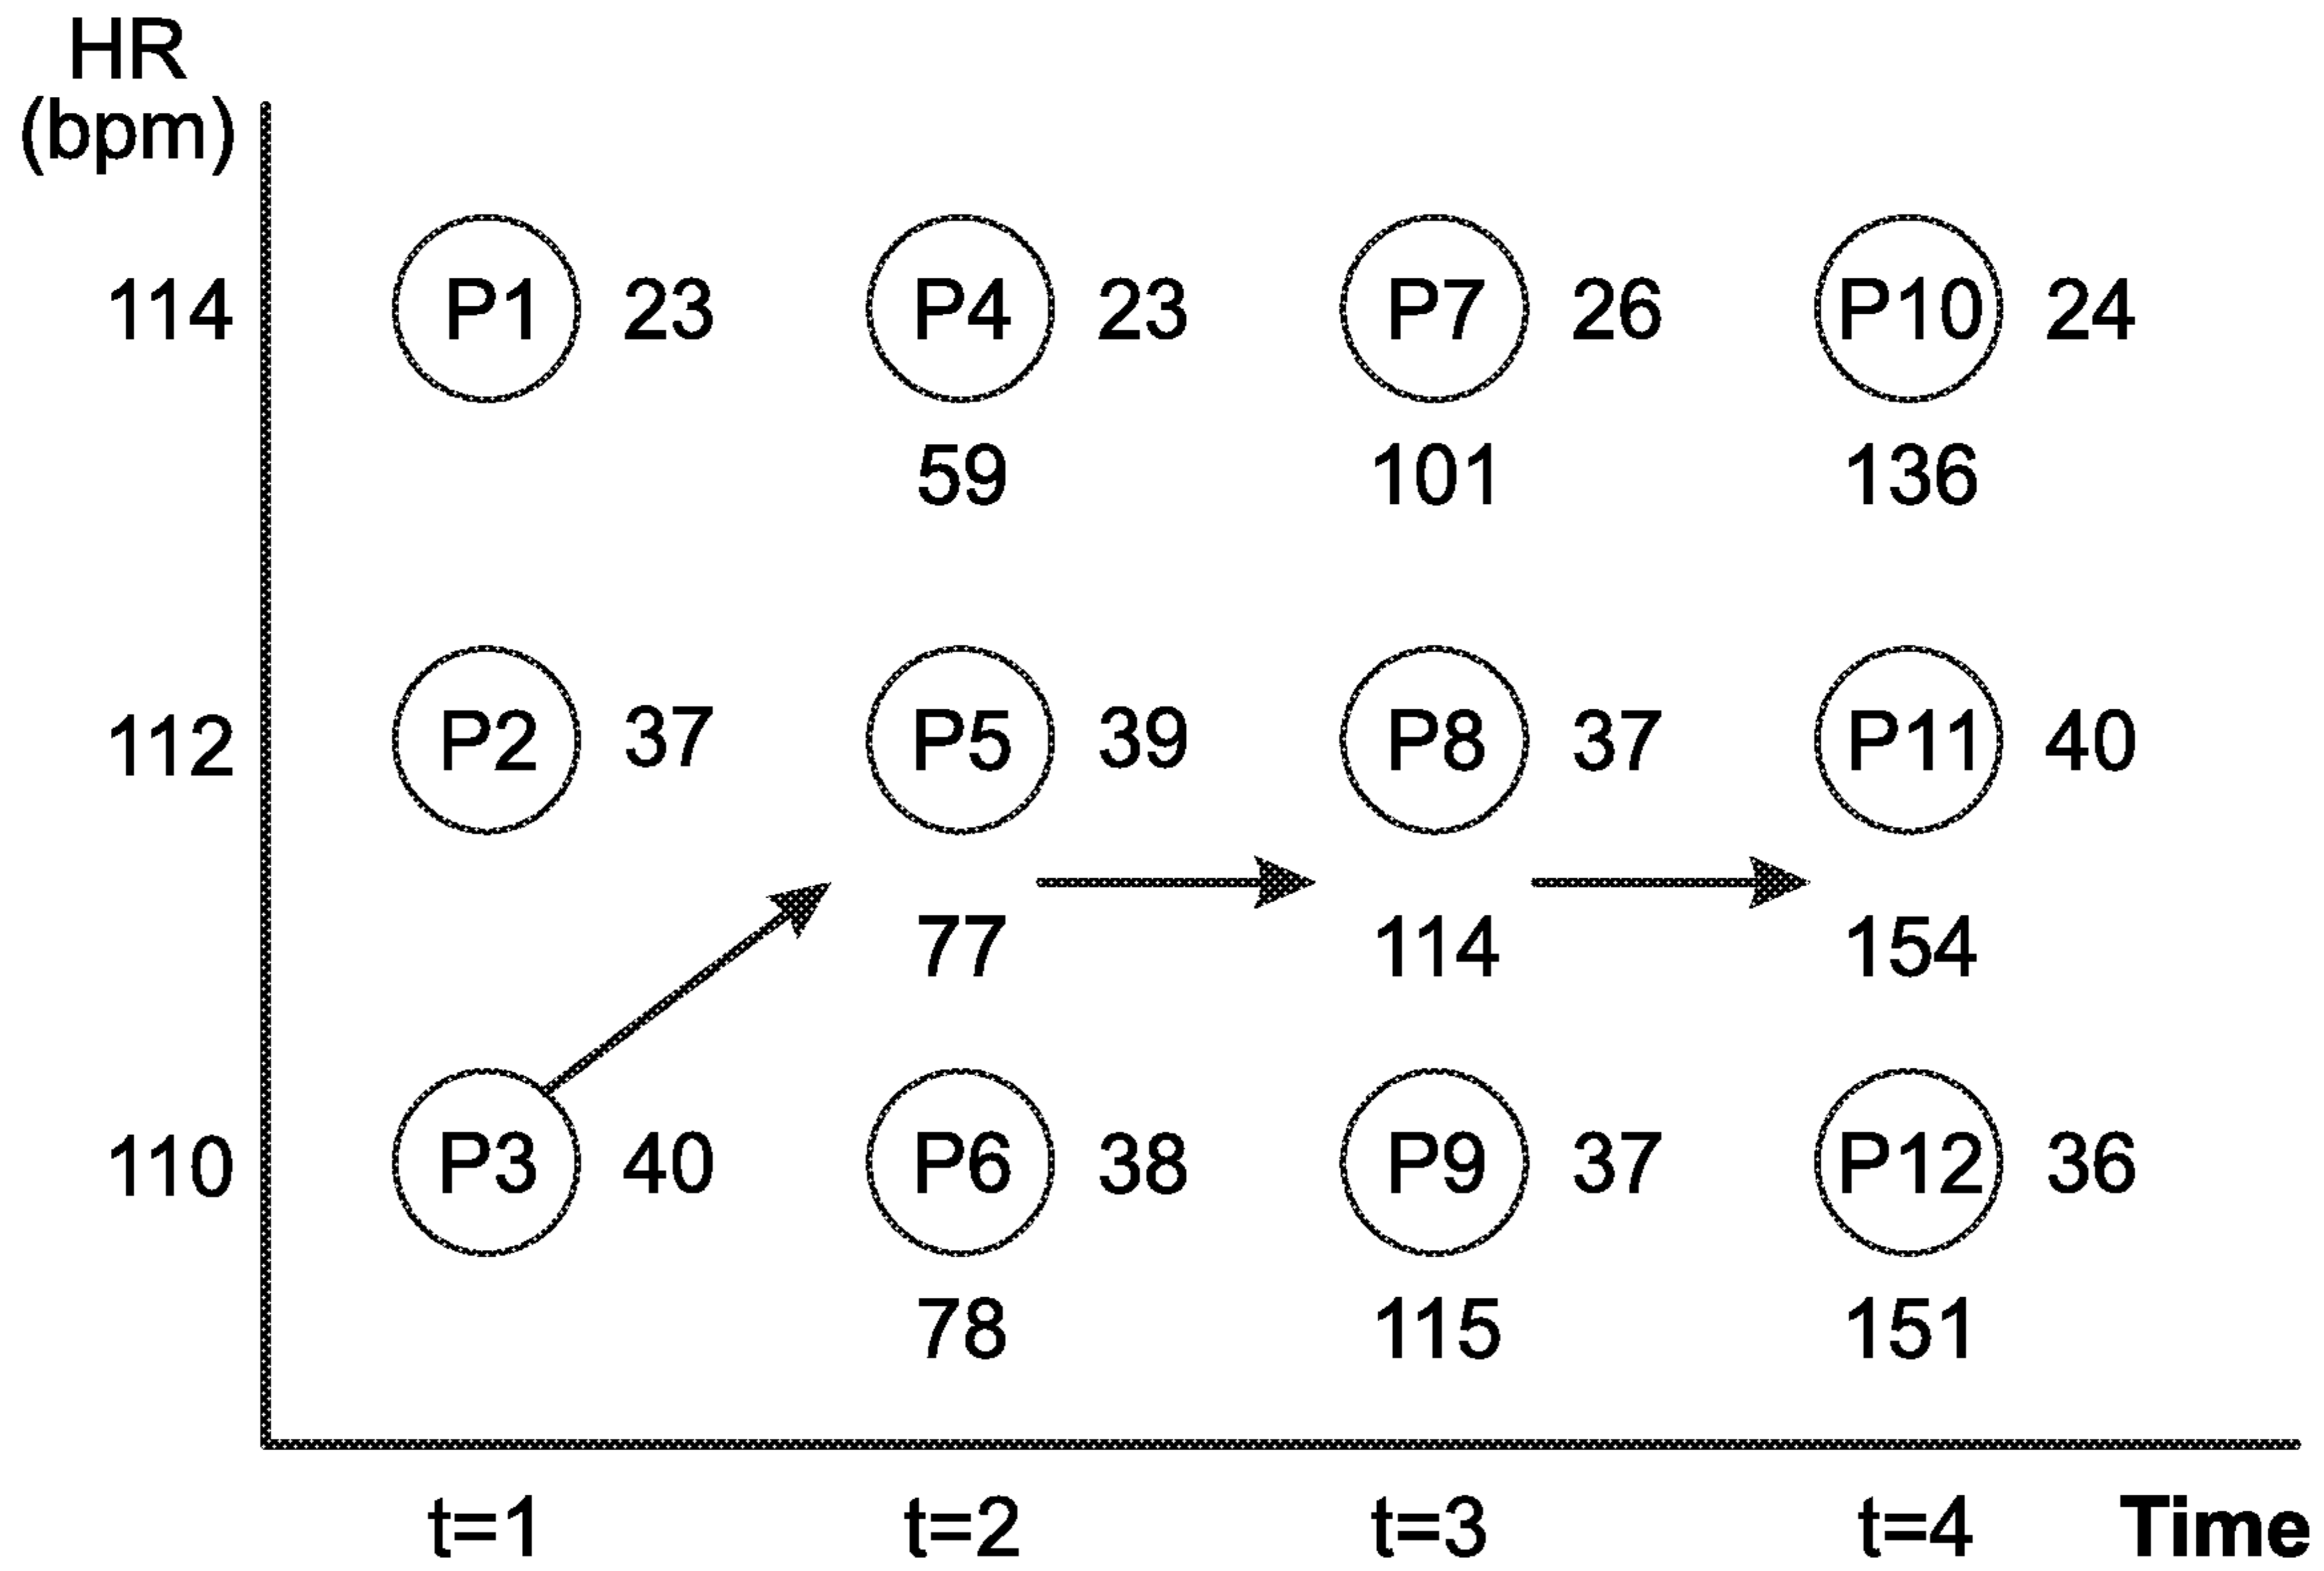 HR
(bpm)
114 P1 23 P4 23 P7 26 P10 24
59 101 136
112 P2 37 P5 39 P8 37 P11 40
77 114 154
110 P3 40 P6 38 P9 37 P12 36
78 115 151
t=1 t=2 t=3 t=4 Time